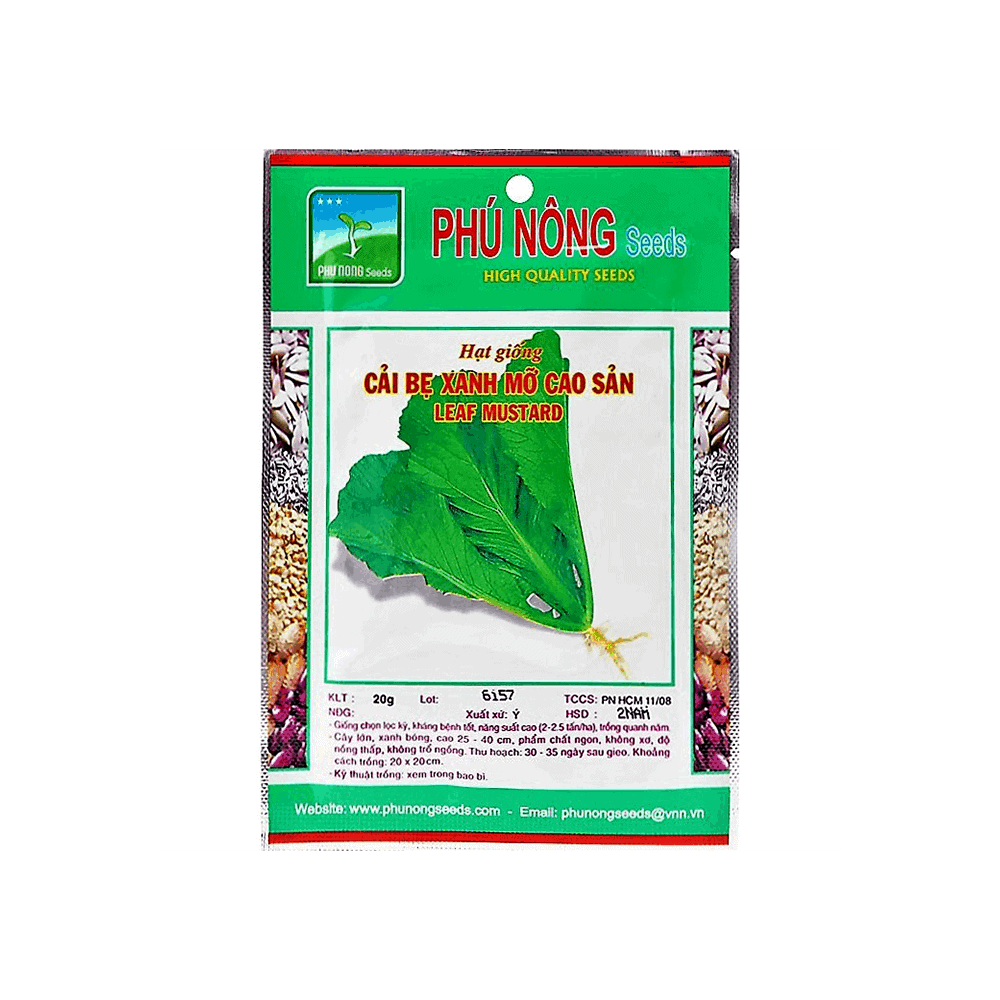 PHÚ NÔNG Seeds
PHÚ NÔNG Seeds
HIGH QUALITY SEEDS
Hạt giống
CẢI BẸ XANH MỠ CAO SẢN
LEAF MUSTARD
KLT : 20g Lot: 6157 TCCS: PN HCM 11/08
NĐG: Xuất xứ: Ý HSD : 2NAM
- Giống chọn lọc kỹ, kháng bệnh tốt, năng suất cao (2-2.5 tấn/ha), trồng quanh năm.
- Cây lớn, xanh bóng, cao 25 - 40 cm, phẩm chất ngon, không xơ, độ
nồng thấp, không trổ ngồng. Thu hoạch: 30 - 35 ngày sau gieo. Khoảng
cách trồng: 20 x 20cm.
- Kỹ thuật trồng: xem trong bao bì.
Website: www.phunongseeds.com - Email: phunongseeds@vnn.vn